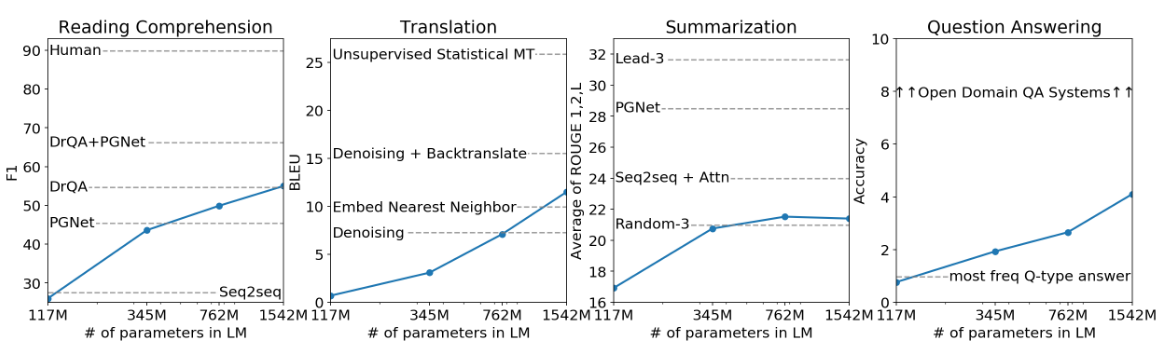 Reading Comprehension
90
80
70
60
50
40
30
F1
Human
DrQA+PGNet
DrQA
PGNet
Seq2seq
117M
345M
762M
1542M
# of parameters in LM
Translation
25
20
15
10
5
0
BLEU
Unsupervised Statistical MT
Denoising + Backtranslate
Embed Nearest Neighbor
Denoising
117M
345M
762M
1542M
# of parameters in LM
Summarization
32
30
28
26
24
22
20
18
16
Average of ROUGE 1,2,L
Lead-3
PGNet
Seq2seq + Attn
Random-3
117M
345M
762M
1542M
# of parameters in LM
Question Answering
10
8
6
4
2
0
Accuracy
↑↑Open Domain QA Systems↑↑
most freq Q-type answer
117M
345M
762M
1542M
# of parameters in LM